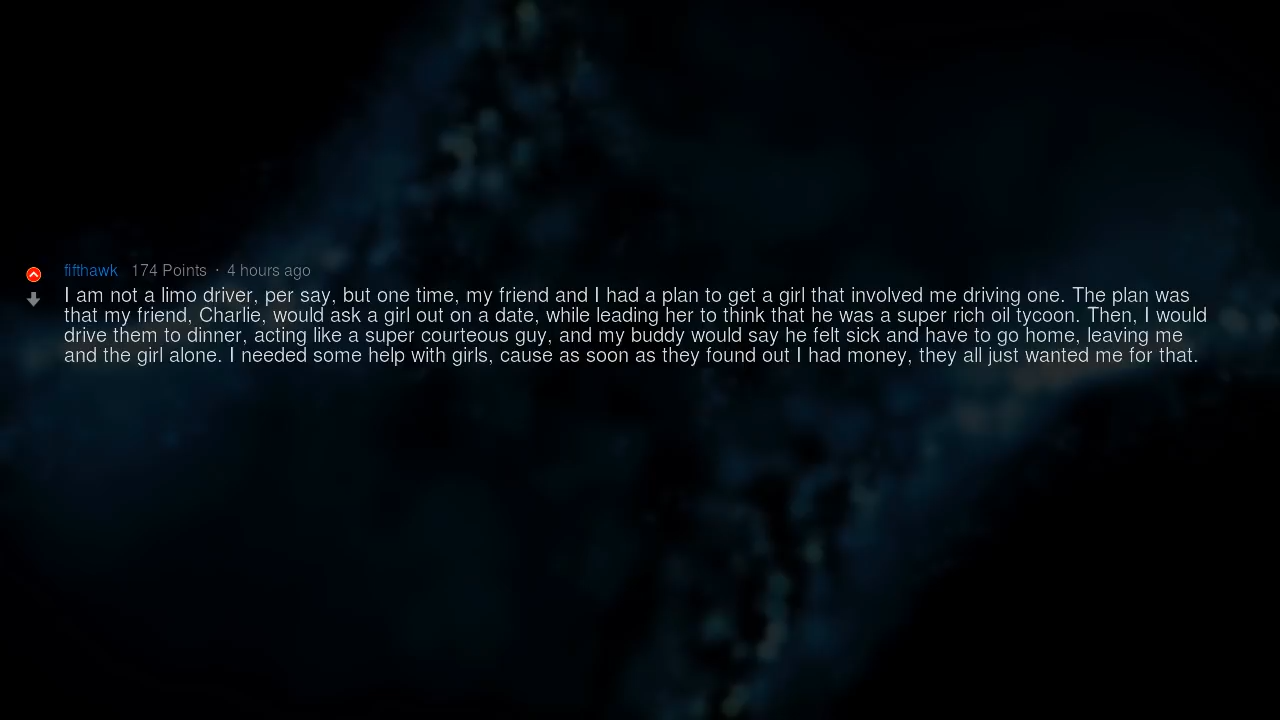 fifthawk 174 Points · 4 hours ago
I am not a limo driver, per say, but one time, my friend and I had a plan to get a girl that involved me driving one. The plan was
that my friend, Charlie, would ask a girl out on a date, while leading her to think that he was a super rich oil tycoon. Then, I would
drive them to dinner, acting like a super courteous guy, and my buddy would say he felt sick and have to go home, leaving me
and the girl alone. I needed some help with girls, cause as soon as they found out I had money, they all just wanted me for that.